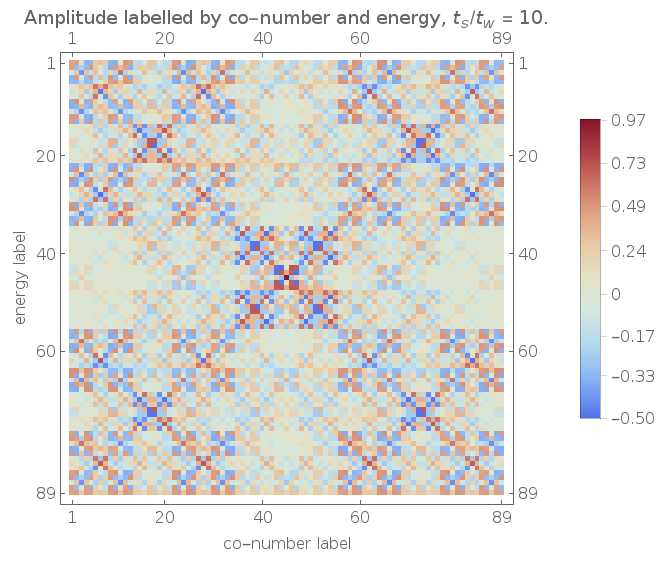 Amplitude labelled by co–number and energy, tₛ/t_w = 10.
1 20 40 60 89
1 1
20 20
40 40
60 60
89 89
1 20 40 60 89
energy label
co–number label
0.97
0.73
0.49
0.24
0
−0.17
−0.33
−0.50